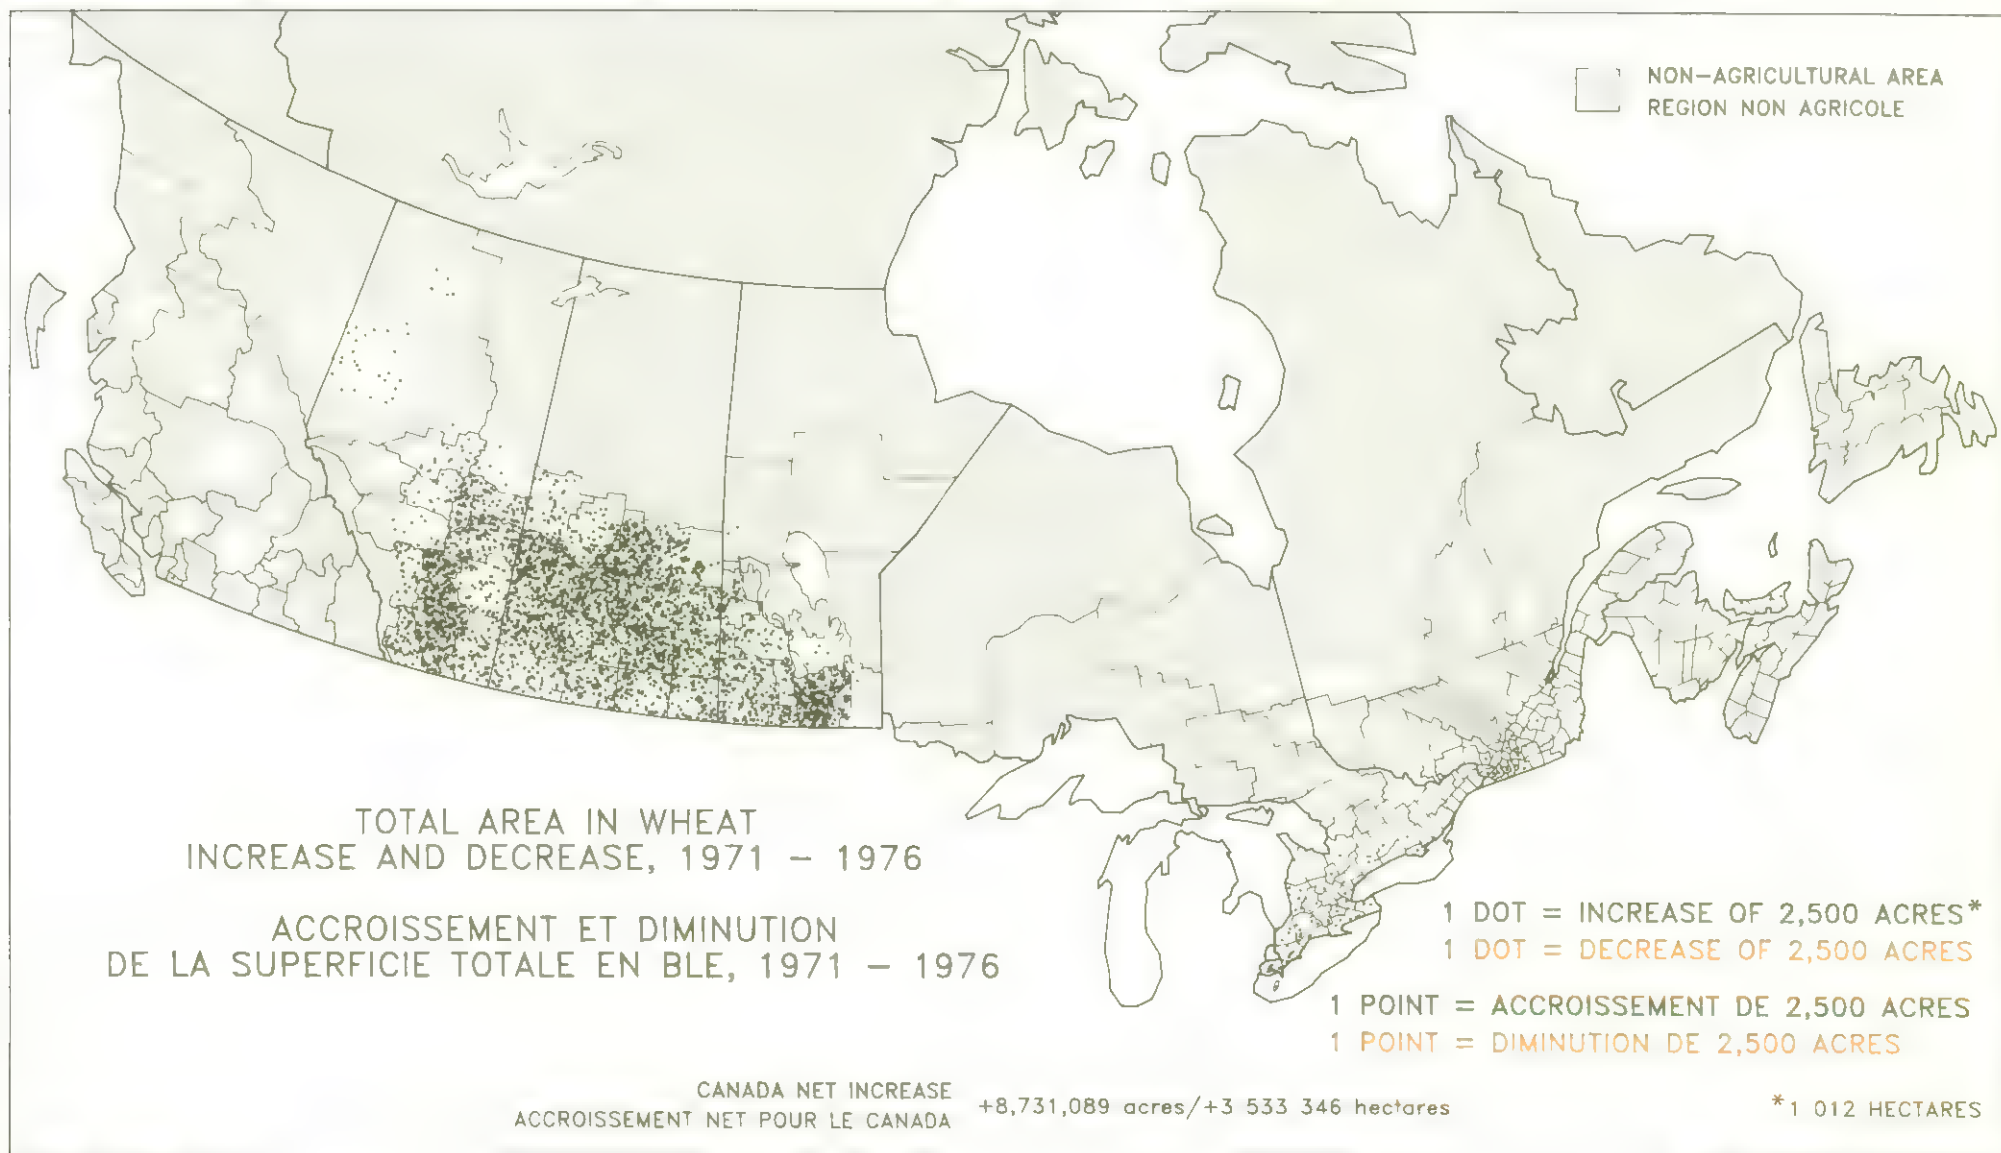 NON-AGRICULTURAL AREA
REGION NON AGRICOLE
TOTAL AREA IN WHEAT
INCREASE AND DECREASE, 1971 - 1976
ACCROISSEMENT ET DIMINUTION
DE LA SUPERFICIE TOTALE EN BLE, 1971 - 1976
1 DOT = INCREASE OF 2,500 ACRES*
1 DOT = DECREASE OF 2,500 ACRES
1 POINT = ACCROISSEMENT DE 2,500 ACRES
1 POINT = DIMINUTION DE 2,500 ACRES
CANADA NET INCREASE
ACCROISSEMENT NET POUR LE CANADA
+8,731,089 acres/+3 533 346 hectares
*1 012 HECTARES